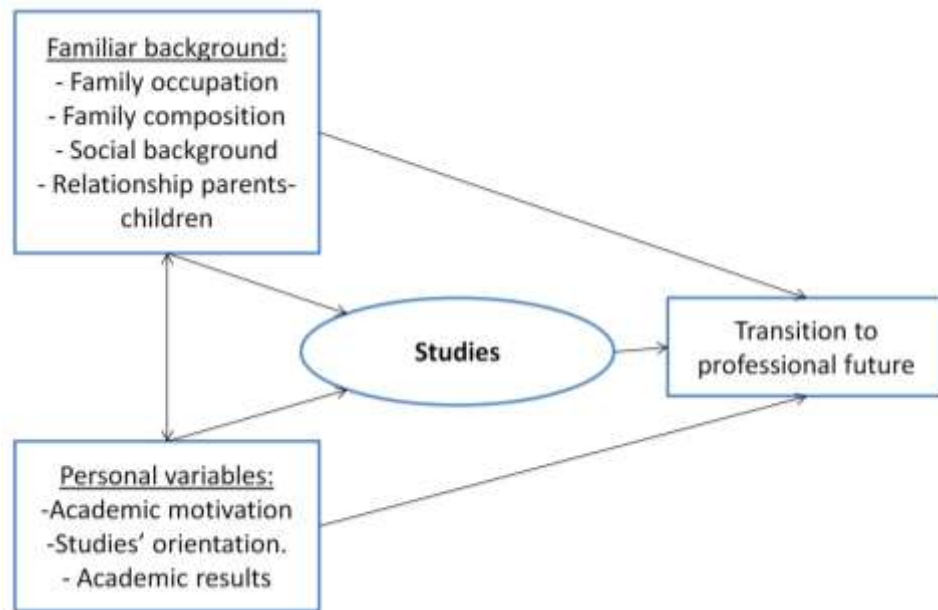 Familiar background:
- Family occupation
- Family composition
- Social background
- Relationship parents-
children
Studies
Transition to
professional future
Personal variables:
-Academic motivation
-Studies' orientation.
- Academic results